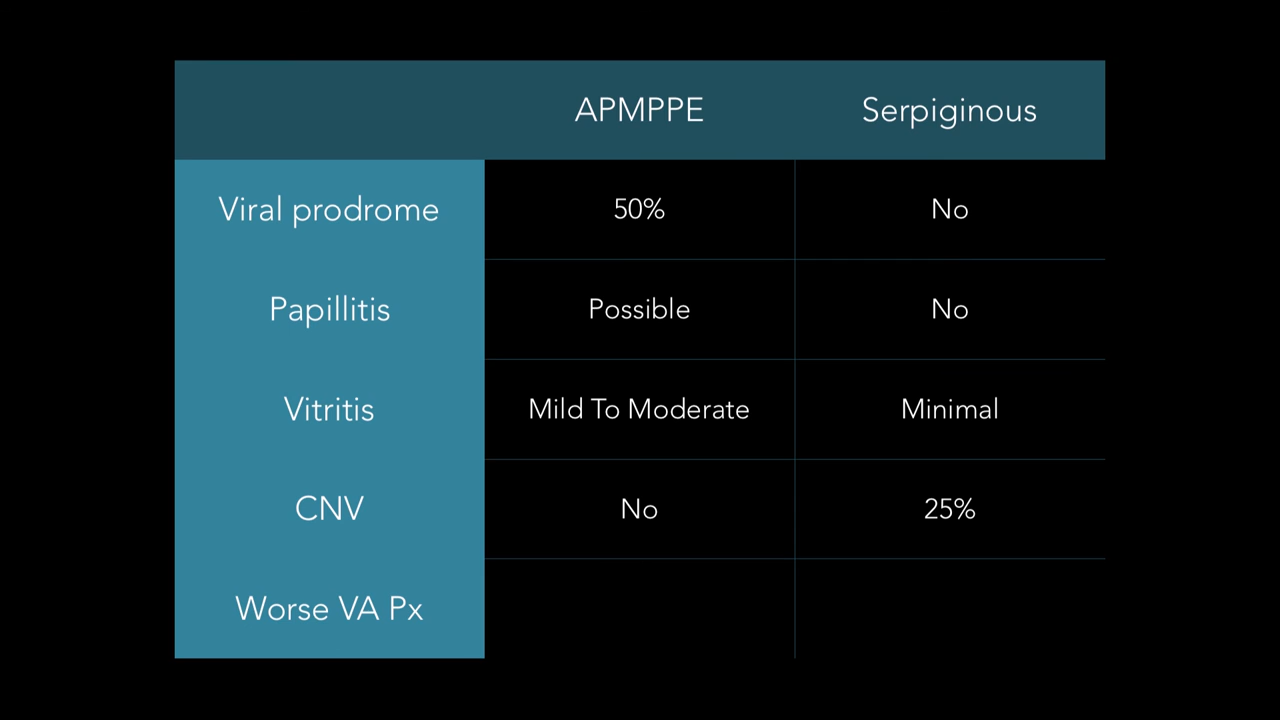 APMPPE Serpiginous
Viral prodrome 50% No
Papillitis Possible No
Vitritis Mild To Moderate Minimal
CNV No 25%
Worse VA Px